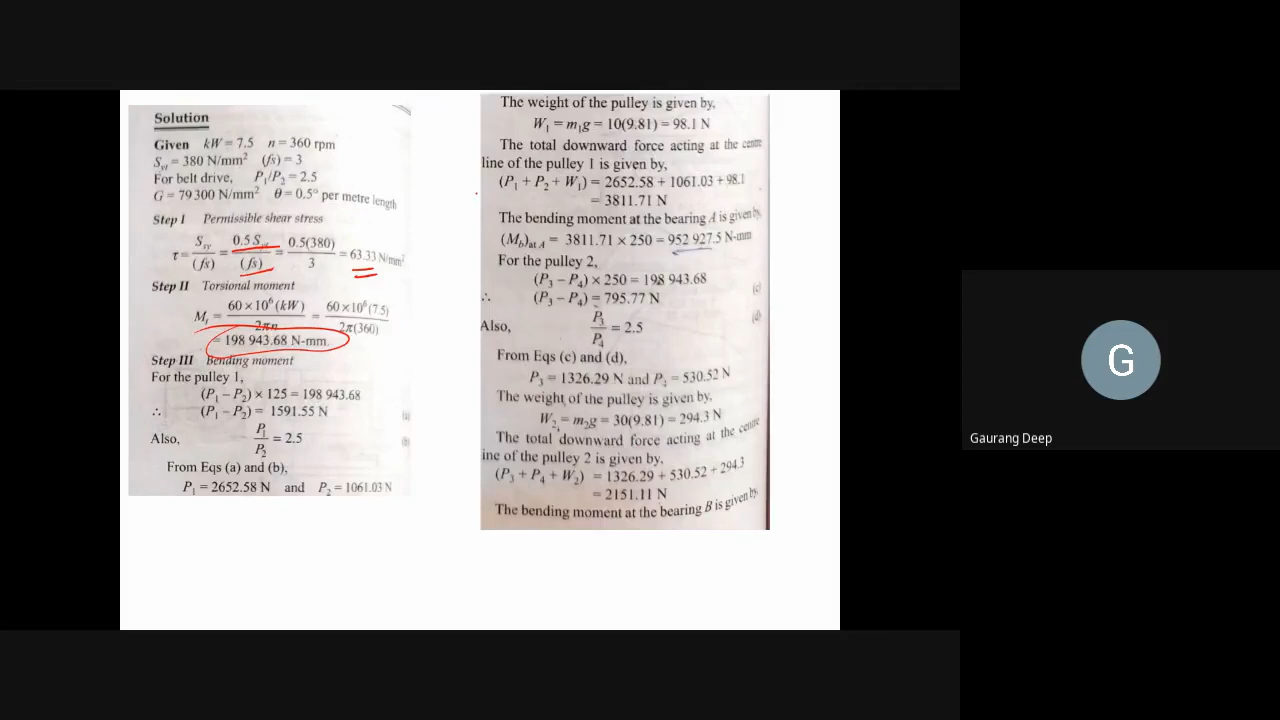 Solution
Given kW = 7.5 n = 360 rpm
S_yt = 380 N/mm² (fs) = 3
For belt drive, P₁/P₂ = 2.5
G = 79300 N/mm² θ = 0.5° per metre length
Step I Permissible shear stress
τ = S_sy/(fs) = 0.5 S_yt/(fs) = 0.5(380)/3 = 63.33 N/mm²
Step II Torsional moment
M_t = 60×10⁶(kW)/2πn = 60×10⁶(7.5)/2π(360)
= 198 943.68 N-mm.
Step III Bending moment
For the pulley 1,
(P₁ – P₂) × 125 = 198 943.68
∴ (P₁ – P₂) = 1591.55 N (a)
Also, P₁/P₂ = 2.5 (b)
From Eqs (a) and (b),
P₁ = 2652.58 N and P₂ = 1061.03 N
The weight of the pulley is given by,
W₁ = m₁g = 10(9.81) = 98.1 N
The total downward force acting at the centre
line of the pulley 1 is given by,
(P₁ + P₂ + W₁) = 2652.58 + 1061.03 + 98.1
= 3811.71 N
The bending moment at the bearing A is given by,
(M_b)at A = 3811.71 × 250 = 952 927.5 N-mm
For the pulley 2,
(P₃ – P₄) × 250 = 198 943.68
∴ (P₃ – P₄) = 795.77 N (c)
Also, P₃/P₄ = 2.5 (d)
From Eqs (c) and (d),
P₃ = 1326.29 N and P₄ = 530.52 N
The weight of the pulley is given by,
W₂ = m₂g = 30(9.81) = 294.3 N
The total downward force acting at the centre
ine of the pulley 2 is given by,
(P₃ + P₄ + W₂) = 1326.29 + 530.52 + 294.3
= 2151.11 N
The bending moment at the bearing B is given by,
G
Gaurang Deep